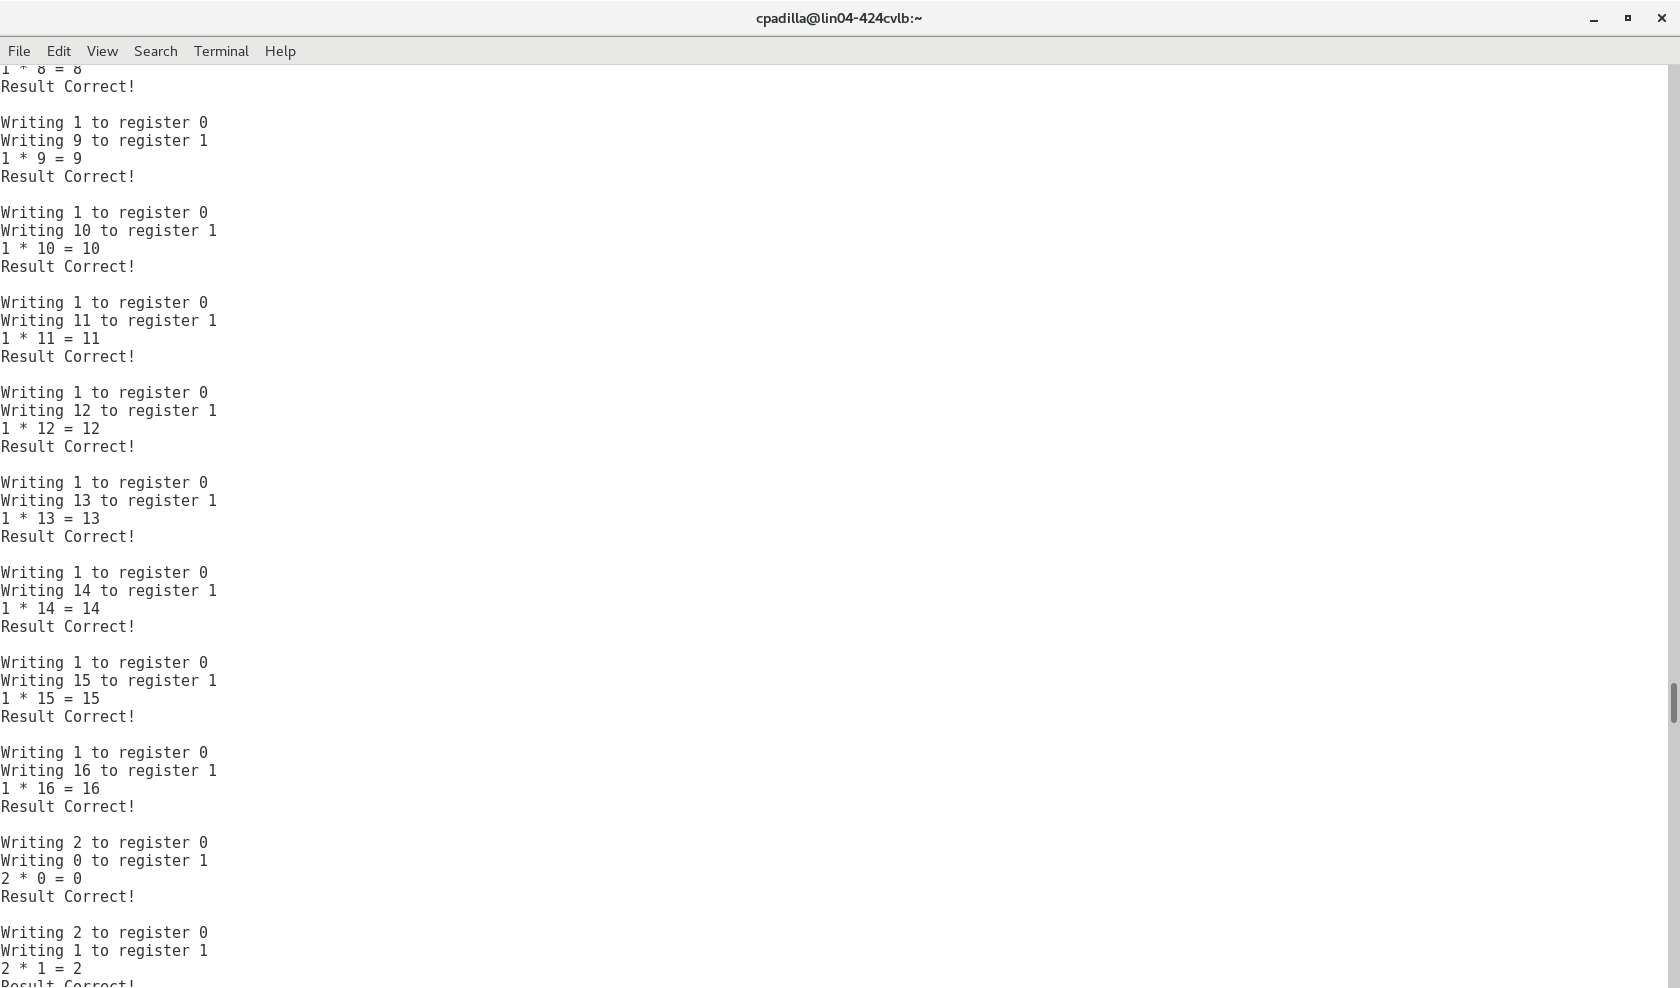 cpadilla@lin04-424cvlb:~
File Edit View Search Terminal Help
1 * 8 = 8
Result Correct!
Writing 1 to register 0
Writing 9 to register 1
1 * 9 = 9
Result Correct!
Writing 1 to register 0
Writing 10 to register 1
1 * 10 = 10
Result Correct!
Writing 1 to register 0
Writing 11 to register 1
1 * 11 = 11
Result Correct!
Writing 1 to register 0
Writing 12 to register 1
1 * 12 = 12
Result Correct!
Writing 1 to register 0
Writing 13 to register 1
1 * 13 = 13
Result Correct!
Writing 1 to register 0
Writing 14 to register 1
1 * 14 = 14
Result Correct!
Writing 1 to register 0
Writing 15 to register 1
1 * 15 = 15
Result Correct!
Writing 1 to register 0
Writing 16 to register 1
1 * 16 = 16
Result Correct!
Writing 2 to register 0
Writing 0 to register 1
2 * 0 = 0
Result Correct!
Writing 2 to register 0
Writing 1 to register 1
2 * 1 = 2
Result Correct!